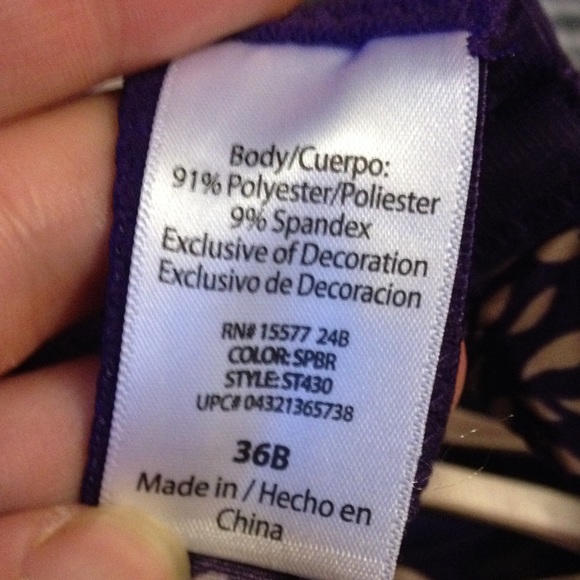 Body/Cuerpo:
91% Polyester/Poliester
9% Spandex
Exclusive of Decoration
Exclusivo de Decoracion
RN# 15577 24B
COLOR: SPBR
STYLE: ST430
UPC# 04321365738
36B
Made in / Hecho en
China